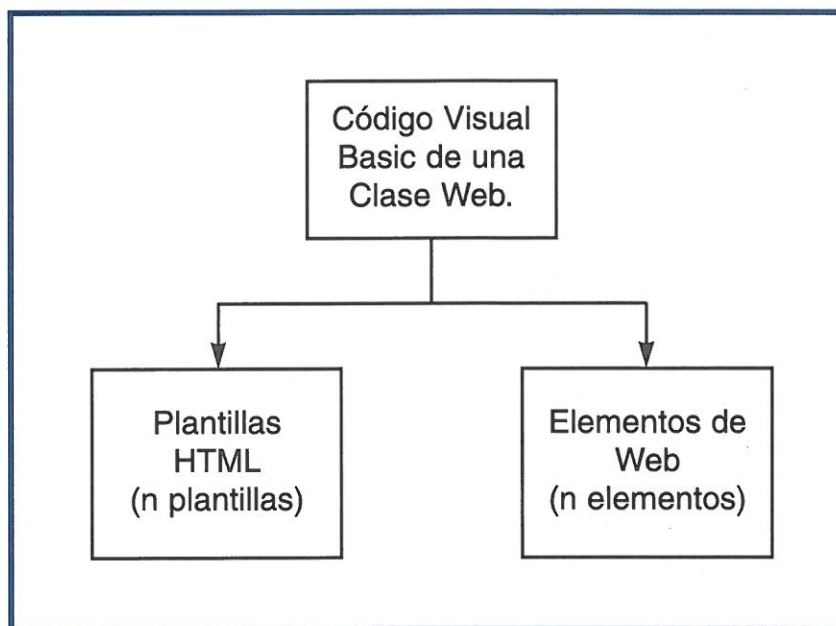 Código Visual
Basic de una
Clase Web.
Plantillas
HTML
(n plantillas)
Elementos de
Web
(n elementos)